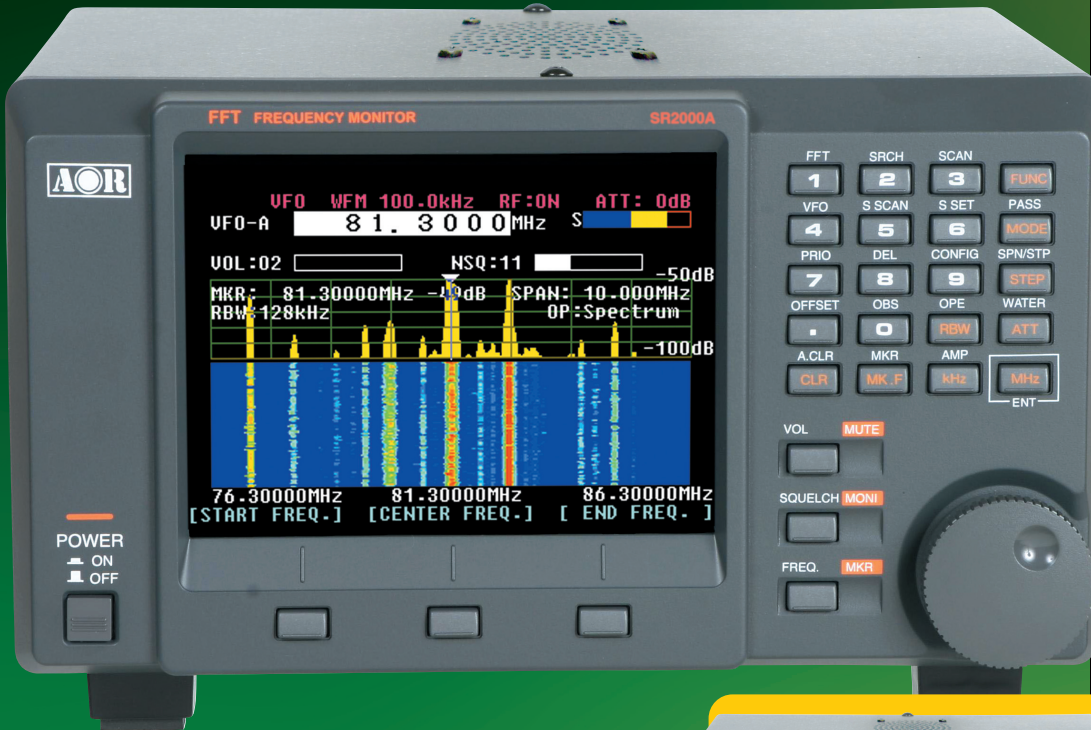 FFT FREQUENCY MONITOR SR2000A
AOR
VFO WFM 100.0kHz RF:ON ATT: 0dB
VFO-A 81.3000MHz S
VOL:02 NSQ:11
-50dB
MKR: 81.30000MHz -49dB SPAN: 10.000MHz
RBW:128kHz OP:Spectrum
-100dB
76.30000MHz 81.30000MHz 86.30000MHz
[START FREQ.] [CENTER FREQ.] [ END FREQ. ]
POWER
ON
OFF
FFT SRCH SCAN
1 2 3 FUNC
VFO S SCAN S SET PASS
4 5 6 MODE
PRIO DEL CONFIG SPN/STP
7 8 9 STEP
OFFSET OBS OPE WATER
. 0 RBW ATT
A.CLR MKR AMP
CLR MK.F kHz MHz
ENT
VOL MUTE
SQUELCH MONI
FREQ. MKR